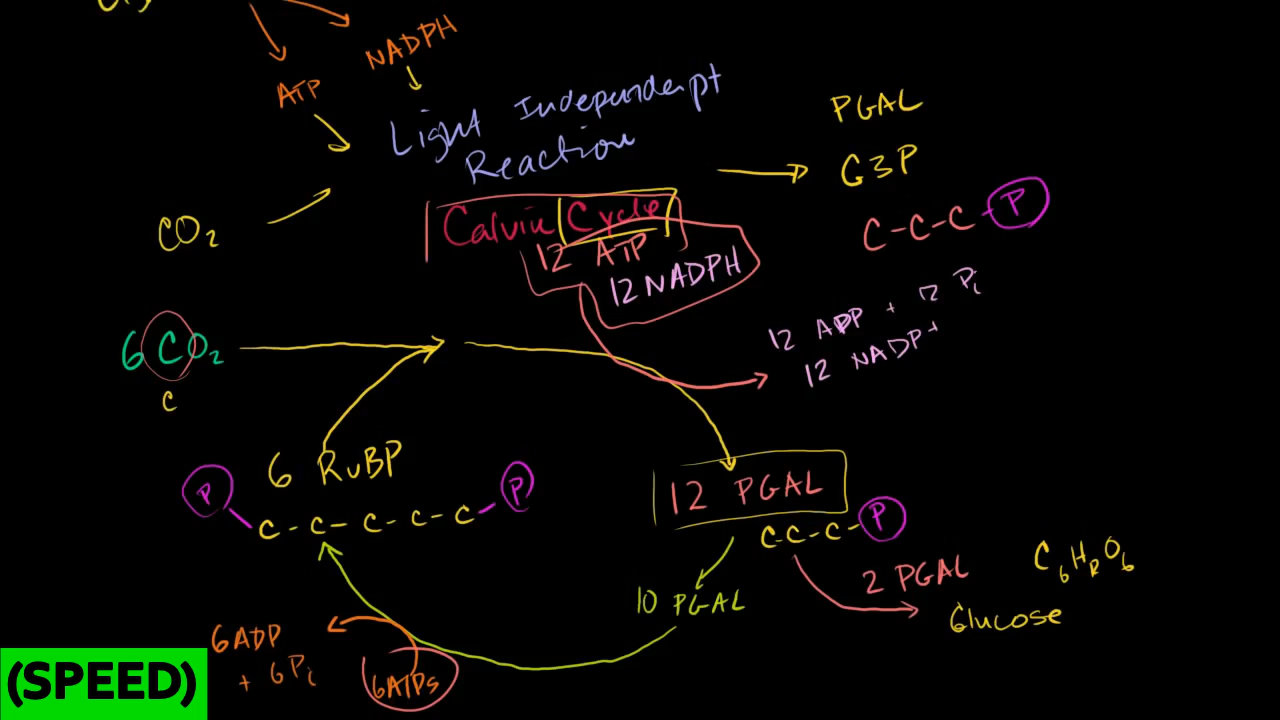 NADPH
ATP
Light Independent
Reaction
PGAL
G3P
CO₂
Calvin Cycle
C-C-C-P
12 ATP
12 NADPH
12 ADP + 12 Pi
12 NADP+
6 CO₂
C
6 RuBP
P
P
C-C-C-C-C
12 PGAL
C-C-C-P
2 PGAL
C₆H₁₂O₆
10 PGAL
Glucose
6ADP
+ 6Pi
6ATPs
(SPEED)